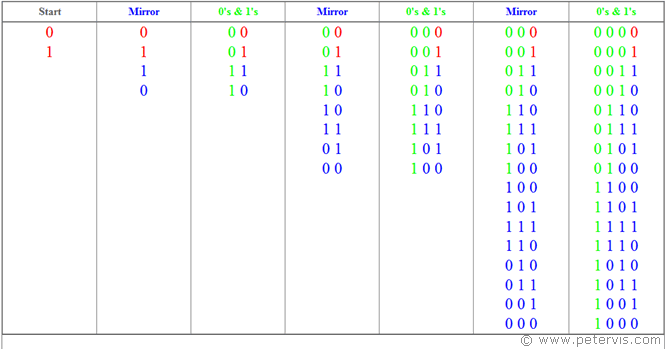 Start Mirror 0's & 1's Mirror 0's & 1's Mirror 0's & 1's
0 0 0 0 0 0 0 0 0 0 0 0 0 0 0 0 0
1 1 0 1 0 1 0 0 1 0 0 1 0 0 0 1
1 1 1 1 1 0 1 1 0 1 1 0 0 1 1
0 1 0 1 0 0 1 0 0 1 0 0 0 1 0
1 0 1 1 0 1 1 0 0 1 1 0
1 1 1 1 1 1 1 1 0 1 1 1
0 1 1 0 1 1 0 1 0 1 0 1
0 0 1 0 0 1 0 0 0 1 0 0
1 0 0 1 1 0 0
1 0 1 1 1 0 1
1 1 1 1 1 1 1
1 1 0 1 1 1 0
0 1 0 1 0 1 0
0 1 1 1 0 1 1
0 0 1 1 0 0 1
0 0 0 1 0 0 0
© www.petervis.com